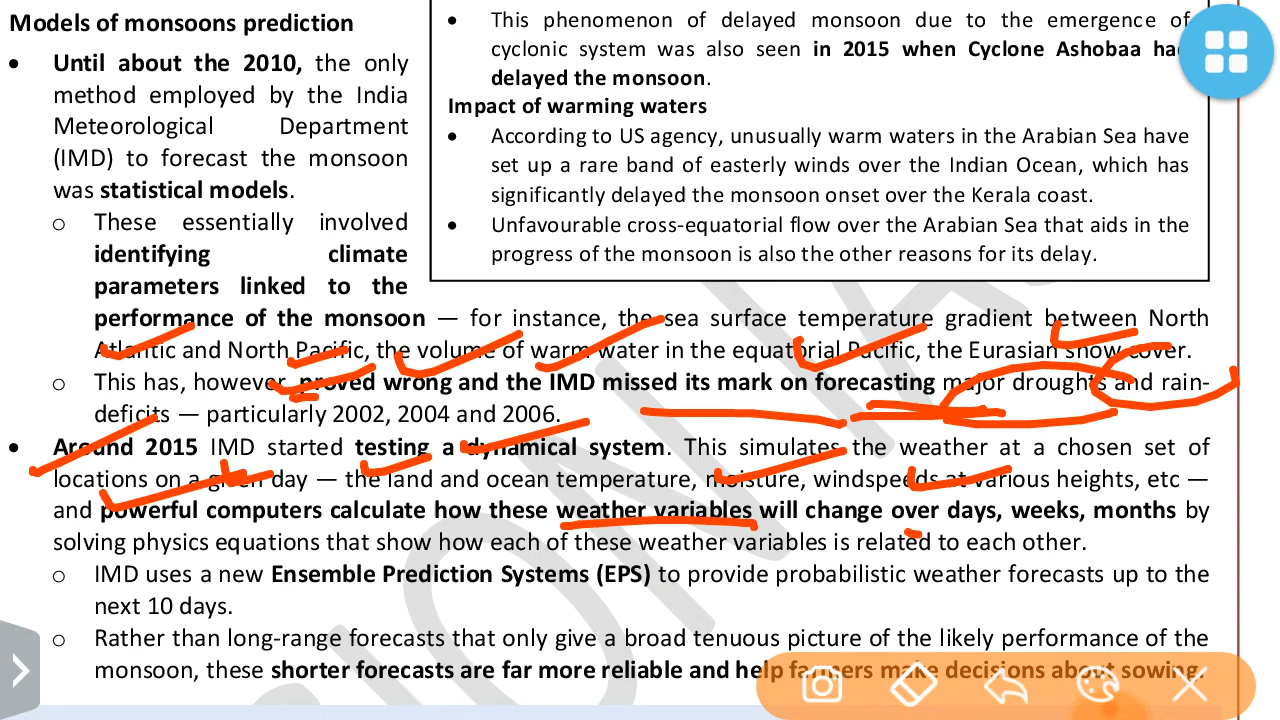 Models of monsoons prediction
• Until about the 2010, the only
method employed by the India
Meteorological Department
(IMD) to forecast the monsoon
was statistical models.
o These essentially involved
identifying climate
parameters linked to the
• This phenomenon of delayed monsoon due to the emergence of
cyclonic system was also seen in 2015 when Cyclone Ashobaa had
delayed the monsoon.
Impact of warming waters
• According to US agency, unusually warm waters in the Arabian Sea have
set up a rare band of easterly winds over the Indian Ocean, which has
significantly delayed the monsoon onset over the Kerala coast.
• Unfavourable cross-equatorial flow over the Arabian Sea that aids in the
progress of the monsoon is also the other reasons for its delay.
performance of the monsoon — for instance, the sea surface temperature gradient between North
Atlantic and North Pacific, the volume of warm water in the equatorial Pacific, the Eurasian snow cover.
o This has, however, proved wrong and the IMD missed its mark on forecasting major droughts and rain-
deficits — particularly 2002, 2004 and 2006.
• Around 2015 IMD started testing a dynamical system. This simulates the weather at a chosen set of
locations on a given day — the land and ocean temperature, moisture, windspeeds at various heights, etc —
and powerful computers calculate how these weather variables will change over days, weeks, months by
solving physics equations that show how each of these weather variables is related to each other.
o IMD uses a new Ensemble Prediction Systems (EPS) to provide probabilistic weather forecasts up to the
next 10 days.
o Rather than long-range forecasts that only give a broad tenuous picture of the likely performance of the
monsoon, these shorter forecasts are far more reliable and help farmers make decisions about sowing.